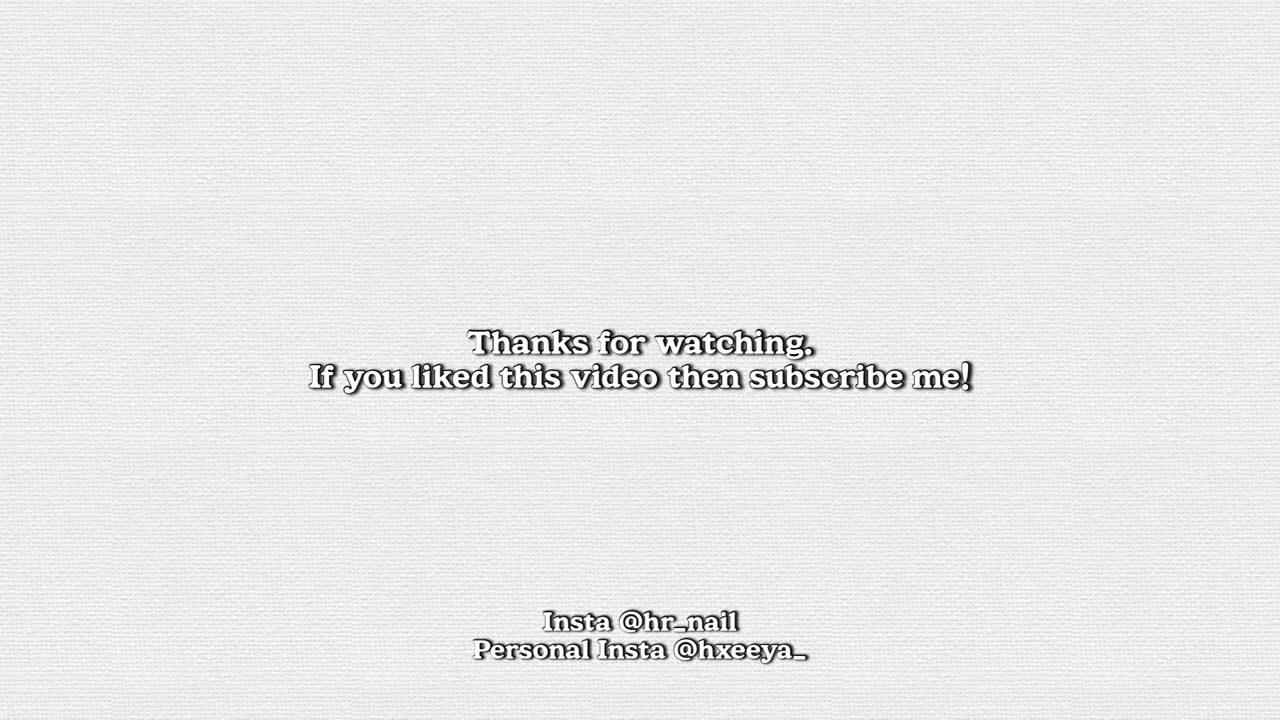 Thanks for watching.
If you liked this video then subscribe me!
Insta @hr_nail
Personal Insta @hxeeya_